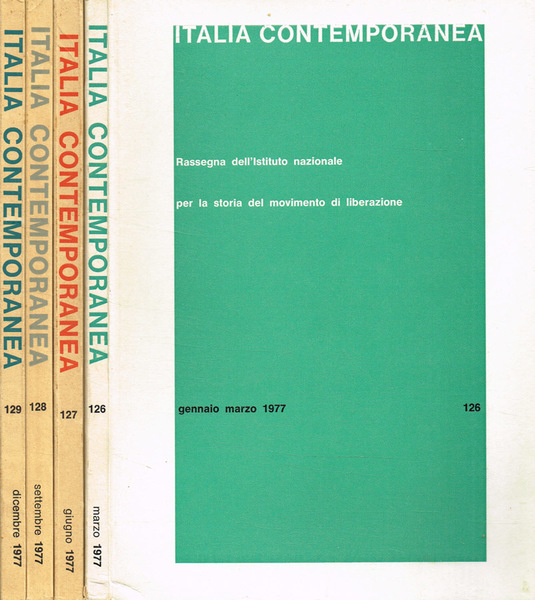 ITALIA CONTEMPORANEA
129
dicembre 1977
ITALIA CONTEMPORANEA
128
settembre 1977
ITALIA CONTEMPORANEA
127
giugno 1977
ITALIA CONTEMPORANEA
126
marzo 1977
ITALIA CONTEMPORANEA
Rassegna dell'Istituto nazionale
per la storia del movimento di liberazione
gennaio marzo 1977 126